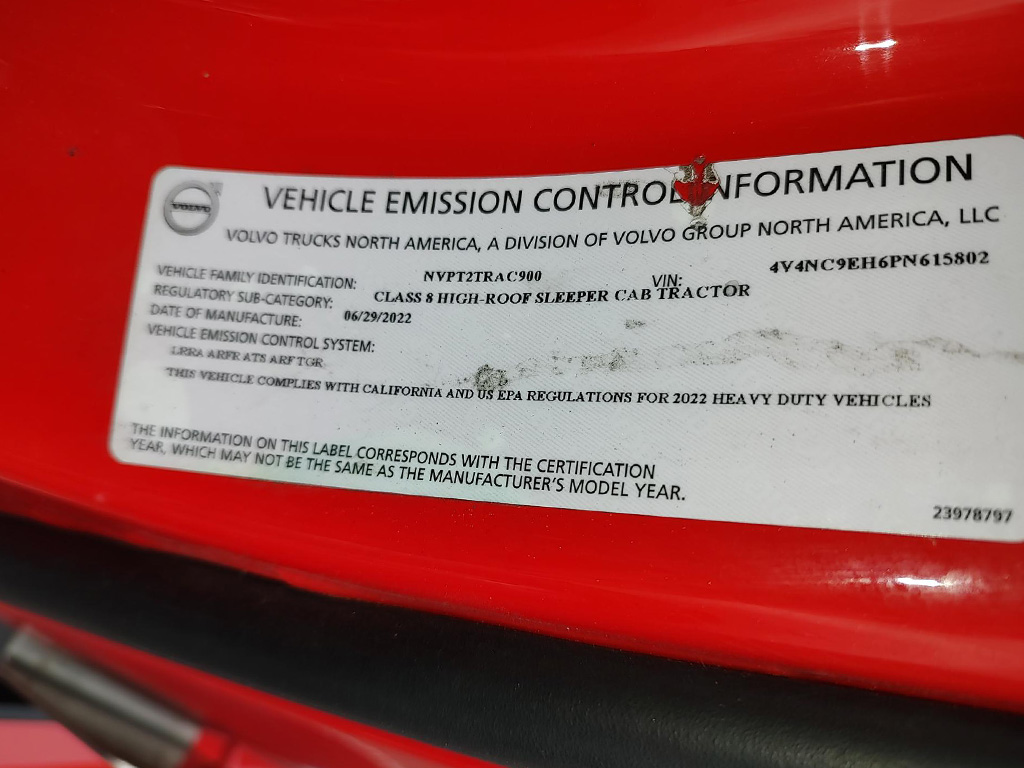 VOLVO
VEHICLE EMISSION CONTROL INFORMATION
VOLVO TRUCKS NORTH AMERICA, A DIVISION OF VOLVO GROUP NORTH AMERICA, LLC
VEHICLE FAMILY IDENTIFICATION: NVPT2TRAC900 VIN: 4V4NC9EH6PN615802
REGULATORY SUB-CATEGORY: CLASS 8 HIGH-ROOF SLEEPER CAB TRACTOR
DATE OF MANUFACTURE: 06/29/2022
VEHICLE EMISSION CONTROL SYSTEM:
LRRA ARFR ATS ARF TGR
THIS VEHICLE COMPLIES WITH CALIFORNIA AND US EPA REGULATIONS FOR 2022 HEAVY DUTY VEHICLES
THE INFORMATION ON THIS LABEL CORRESPONDS WITH THE CERTIFICATION
YEAR, WHICH MAY NOT BE THE SAME AS THE MANUFACTURER'S MODEL YEAR.
23978797